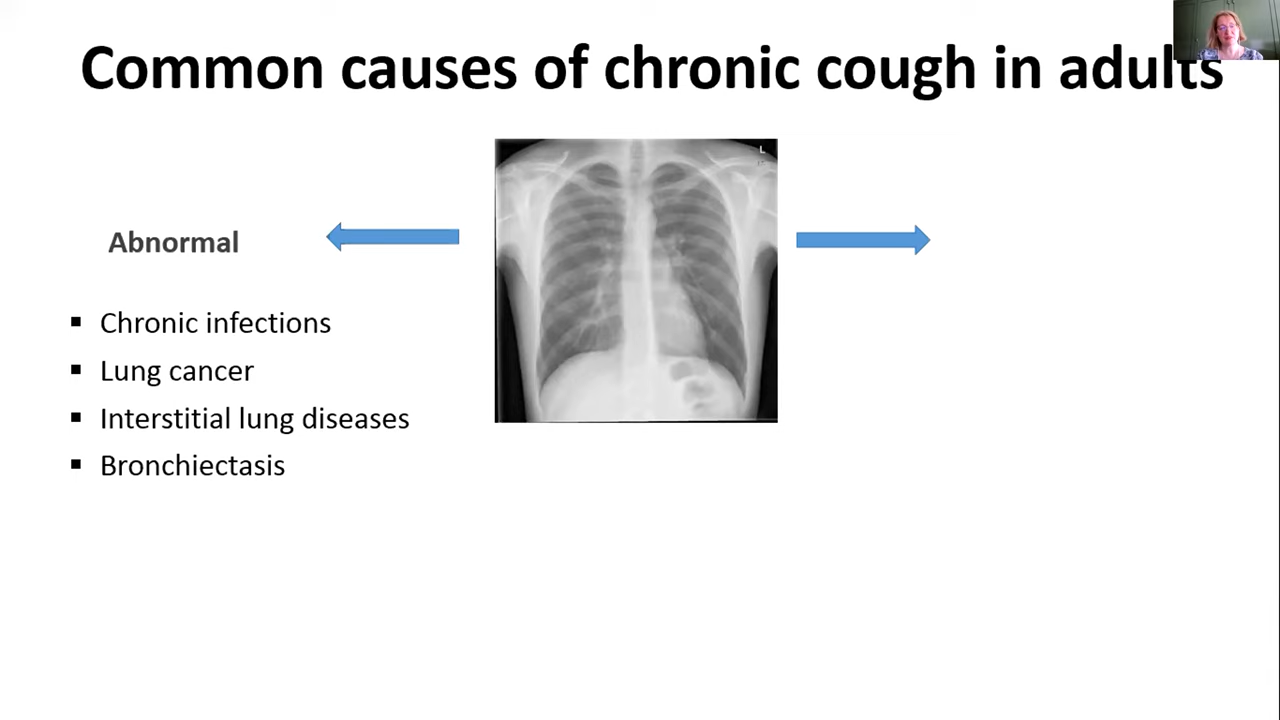 Common causes of chronic cough in adults
L
Abnormal
▪ Chronic infections
▪ Lung cancer
▪ Interstitial lung diseases
▪ Bronchiectasis